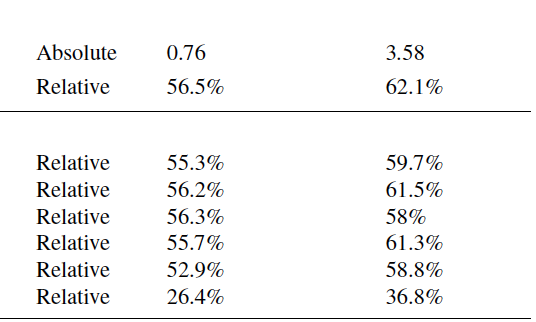 Absolute 0.76 3.58
Relative 56.5% 62.1%
Relative 55.3% 59.7%
Relative 56.2% 61.5%
Relative 56.3% 58%
Relative 55.7% 61.3%
Relative 52.9% 58.8%
Relative 26.4% 36.8%